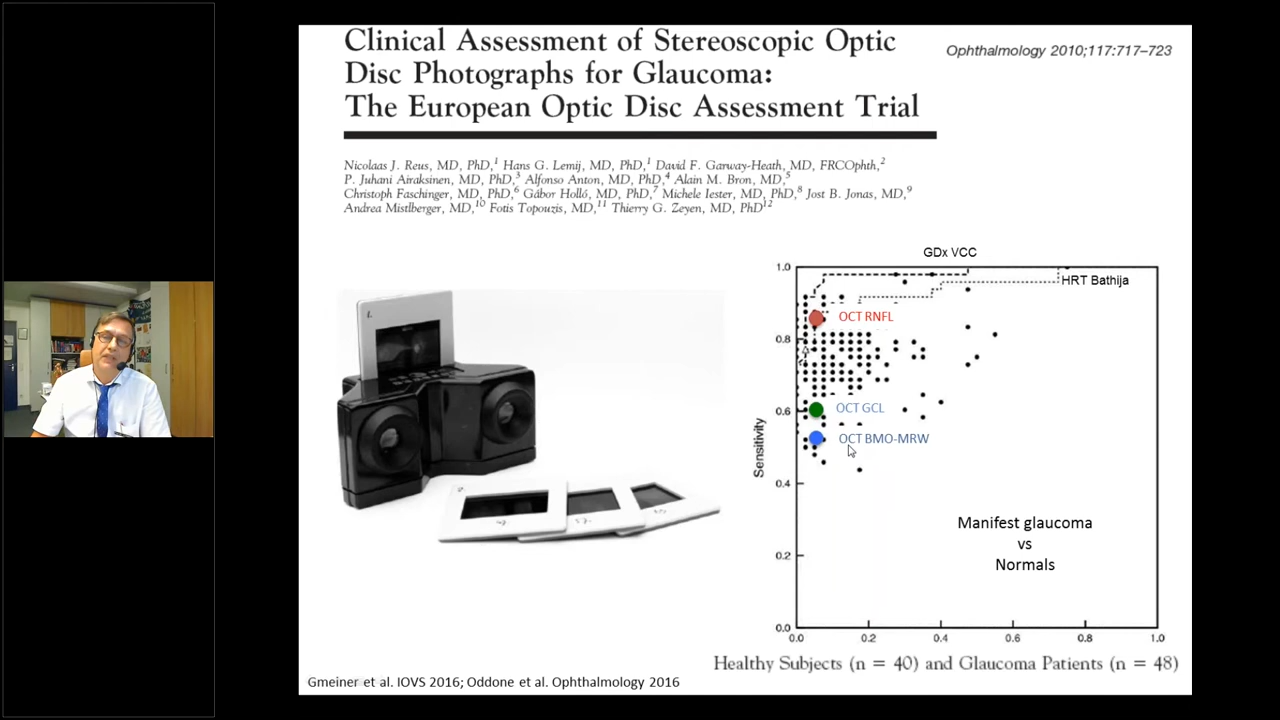 Clinical Assessment of Stereoscopic Optic
Disc Photographs for Glaucoma:
The European Optic Disc Assessment Trial
Ophthalmology 2010;117:717–723
Nicolaas J. Reus, MD, PhD,1 Hans G. Lemij, MD, PhD,1 David F. Garway-Heath, MD, FRCOphth,2
P. Juhani Airaksinen, MD, PhD,3 Alfonso Anton, MD, PhD,4 Alain M. Bron, MD,5
Christoph Faschinger, MD, PhD,6 Gábor Holló, MD, PhD,7 Michele Iester, MD, PhD,8 Jost B. Jonas, MD,9
Andrea Mistlberger, MD,10 Fotis Topouzis, MD,11 Thierry G. Zeyen, MD, PhD12
GDx VCC
HRT Bathija
OCT RNFL
OCT GCL
OCT BMO-MRW
Sensitivity
1.0
0.8
0.6
0.4
0.2
0.0
0.0 0.2 0.4 0.6 0.8 1.0
Manifest glaucoma
vs
Normals
Healthy Subjects (n = 40) and Glaucoma Patients (n = 48)
Gmeiner et al. IOVS 2016; Oddone et al. Ophthalmology 2016